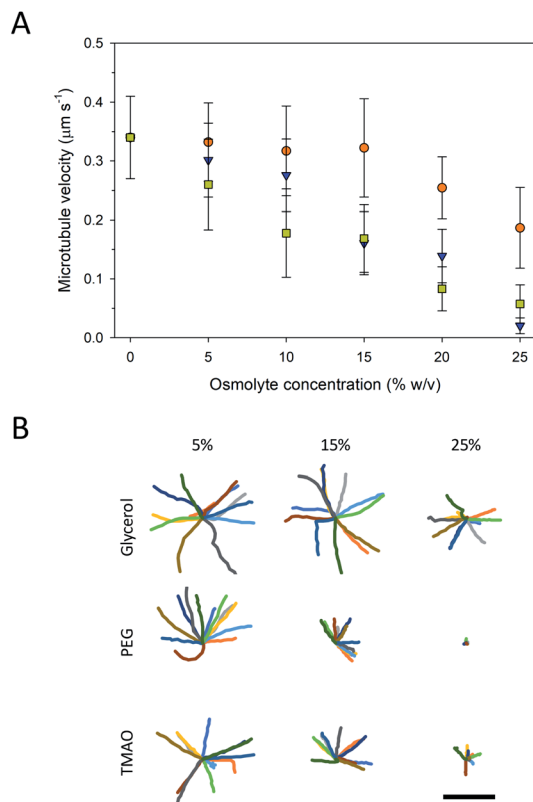 A
0.5
0.4
0.3
0.2
0.1
0.0
Microtubule velocity (μm s⁻¹)
0 5 10 15 20 25
Osmolyte concentration (% w/v)
B
5% 15% 25%
Glycerol
PEG
TMAO